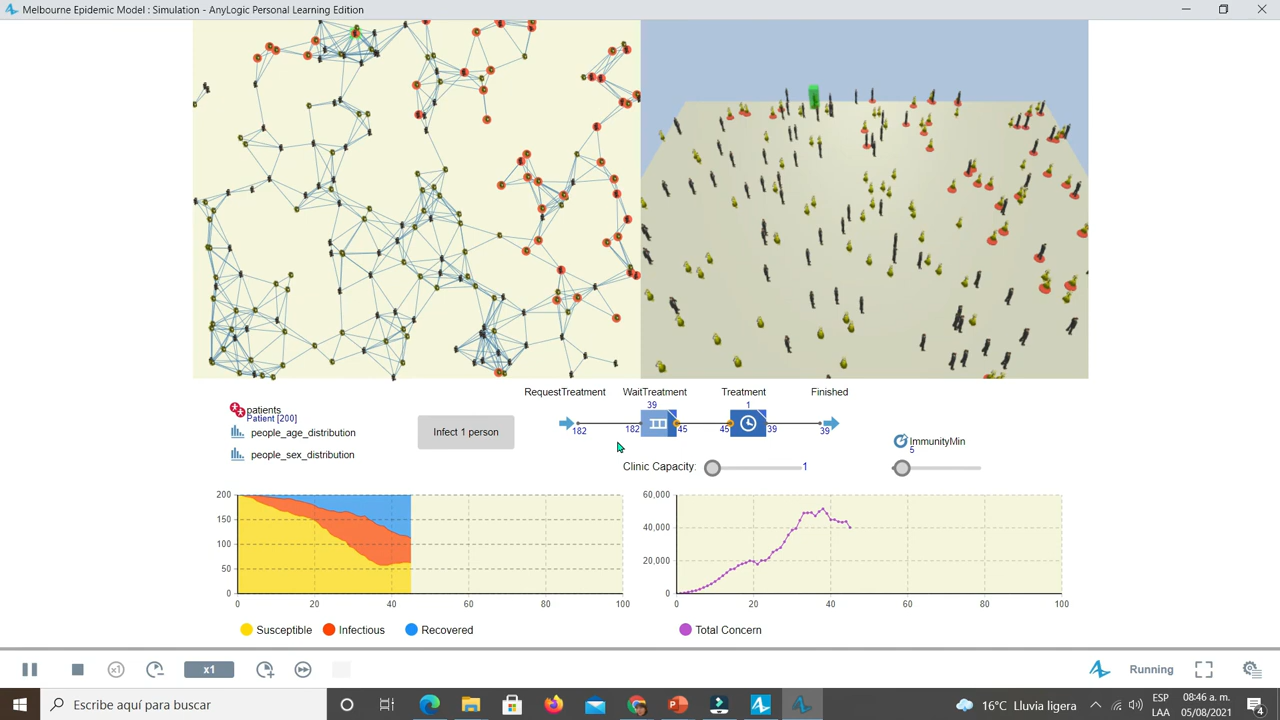 Melbourne Epidemic Model : Simulation - AnyLogic Personal Learning Edition
RequestTreatment WaitTreatment Treatment Finished
39 1
182 182 45 45 39 39
patients
Patient [200]
people_age_distribution
people_sex_distribution
Infect 1 person
Clinic Capacity: 1
ImmunityMin
5
200
150
100
50
0
0 20 40 60 80 100
Susceptible Infectious Recovered
60,000
40,000
20,000
0
0 20 40 60 80 100
Total Concern
x1
x1
Running
Escribe aquí para buscar
16°C Lluvia ligera
ESP
LAA
08:46 a. m.
05/08/2021
4